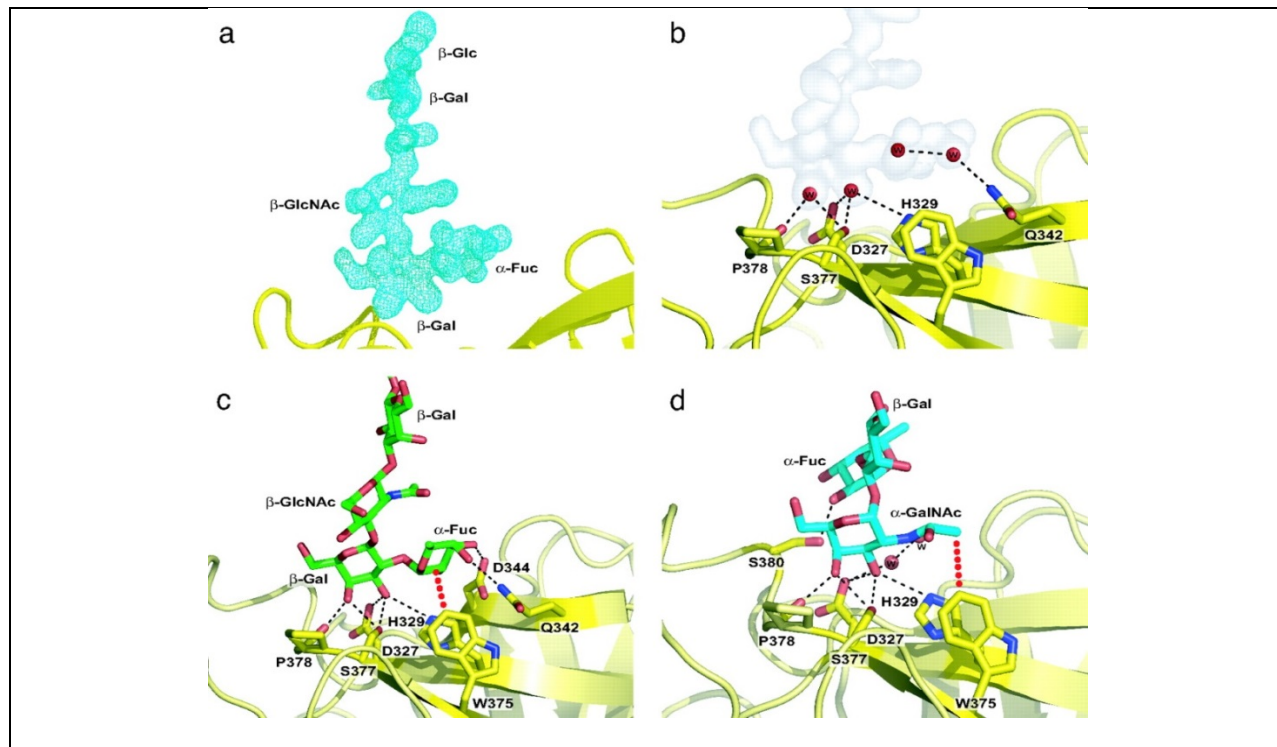 a
β-Glc
β-Gal
β-GlcNAc
α-Fuc
β-Gal
b
W
W
W
W
H329
Q342
D327
P378
S377
c
β-Gal
β-GlcNAc
α-Fuc
β-Gal
D344
H329
Q342
P378
D327
S377
W375
d
β-Gal
α-Fuc
α-GalNAc
W
W
S380
H329
P378
D327
S377
W375